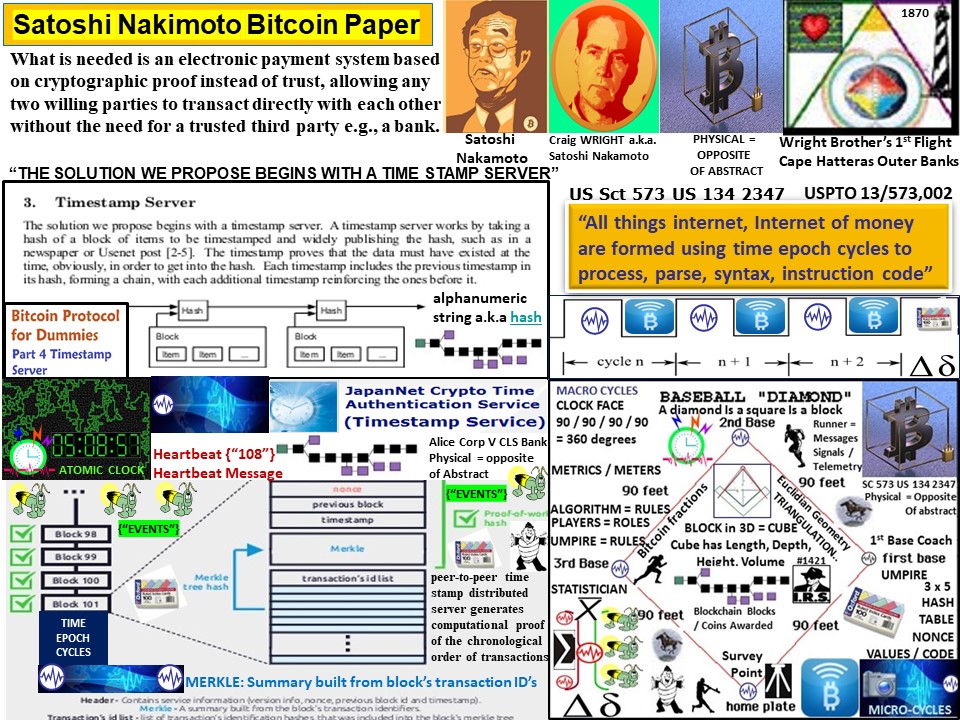 Satoshi Nakimoto Bitcoin Paper
What is needed is an electronic payment system based
on cryptographic proof instead of trust, allowing any
two willing parties to transact directly with each other
without the need for a trusted third party e.g., a bank.
Satoshi
Nakamoto
Craig WRIGHT a.k.a.
Satoshi Nakamoto
PHYSICAL =
OPPOSITE
OF ABSTRACT
1870
Wright Brother's 1st Flight
Cape Hatteras Outer Banks
“THE SOLUTION WE PROPOSE BEGINS WITH A TIME STAMP SERVER”
US Sct 573 US 134 2347 USPTO 13/573,002
3. Timestamp Server
The solution we propose begins with a timestamp server. A timestamp server works by taking a
hash of a block of items to be timestamped and widely publishing the hash, such as in a
newspaper or Usenet post [2-5]. The timestamp proves that the data must have existed at the
time, obviously, in order to get into the hash. Each timestamp includes the previous timestamp in
its hash, forming a chain, with each additional timestamp reinforcing the ones before it.
“All things internet, Internet of money
are formed using time epoch cycles to
process, parse, syntax, instruction code”
Hash
Hash
Block
Item
Item
...
Block
Item
Item
...
alphanumeric
string a.k.a hash
Bitcoin Protocol
for Dummies
Part 4 Timestamp
Server
cycle n
n + 1
n + 2
Δ δ
05:08:57
ATOMIC CLOCK
JapanNet Crypto Time
Authentication Service
(Timestamp Service)
Heartbeat {“108”}
Heartbeat Message
Alice Corp V CLS Bank
Physical = opposite
of Abstract
{“EVENTS”}
{“EVENTS”}
...
Block 98
Block 99
Block 100
Block 101
TIME
EPOCH
CYCLES
Merkle
tree hash
nonce
previous block
timestamp
Merkle
transaction's id list
Proof-of-work
hash
peer-to-peer time
stamp distributed
server generates
computational proof
of the chronological
order of transactions
MERKLE: Summary built from block's transaction ID's
Header - Contains service information (version info, nonce, previous block id and timestamp).
Merkle - A summary built from the block's transaction identifiers.
Transaction's id list - list of transaction's identification hashes that was included into the block's merkle tree
MACRO CYCLES
CLOCK FACE
90 / 90 / 90 / 90
= 360 degrees
BASEBALL "DIAMOND"
A diamond Is a square Is a block
2nd Base
Runner =
Messages
Signals /
Telemetry
METRICS / METERS
90 feet
90 feet
SC 573 US 134 2347
Physical = Opposite
Of abstract
ALGORITHM = RULES
PLAYERS = ROLES
UMPIRE = RULES
Bitcoin fractions
Euclidian Geometry
TRIANGULATION..
BLOCK in 3D = CUBE
Cube has Length, Depth,
Height. Volume
#1421
I.R.S.
3rd Base
1st Base Coach
first base
UMPIRE
3 x 5
HASH
TABLE
NONCE
VALUES / CODE
STATISTICIAN
Blockchain Blocks
/ Coins Awarded
90 feet
90 feet
Survey
Point
home plate
Δ δ
MICRO-CYCLES